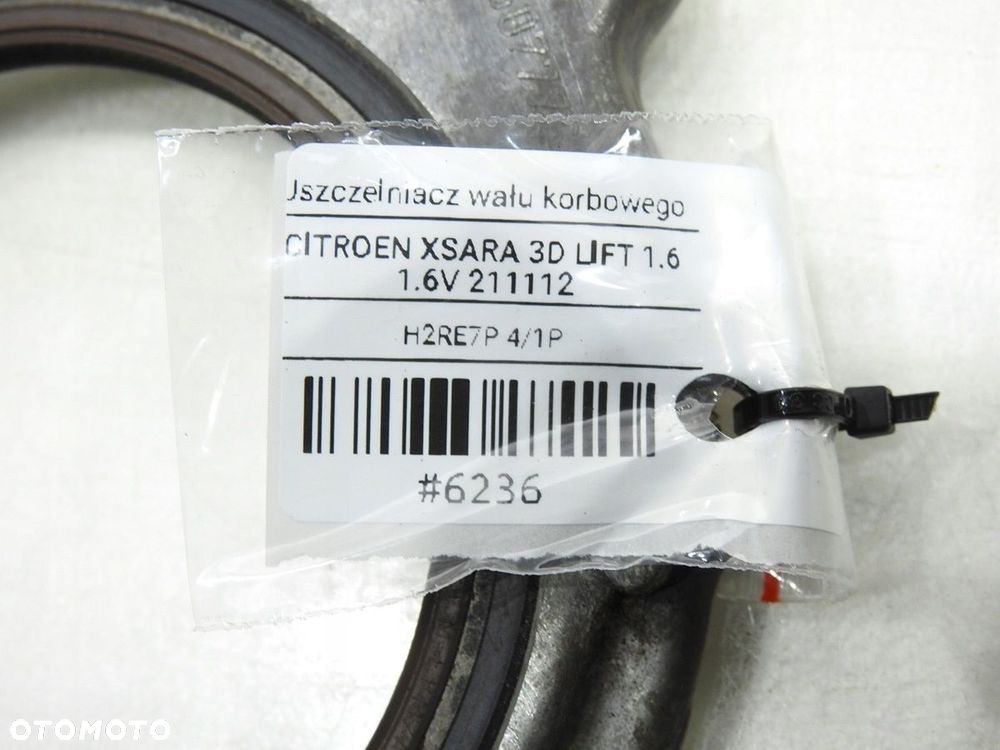 Uszczelniacz wału korbowego
CITROEN XSARA 3D LIFT 1.6
1.6V 211112
H2RE7P 4/1P
#6236
OTOMOTO